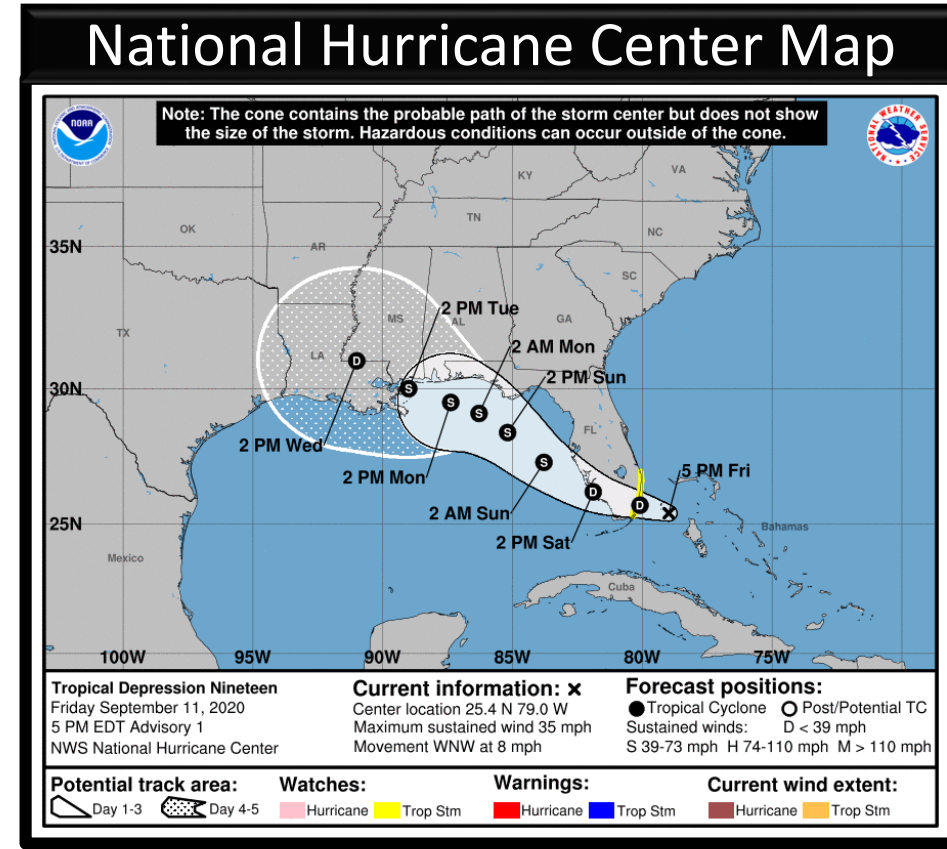 National Hurricane Center Map
Note: The cone contains the probable path of the storm center but does not show
the size of the storm. Hazardous conditions can occur outside of the cone.
NOAA
NATIONAL WEATHER SERVICE
KY
VA
OK
TN
NC
35N
AR
SC
2 PM Tue
MS
AL
GA
TX
2 AM Mon
LA
D
2 PM Sun
30N
S
S
S
S
FL
2 PM Wed
S
2 PM Mon
5 PM Fri
D
D
2 AM Sun
25N
Bahamas
2 PM Sat
Mexico
Cuba
100W 95W 90W 85W 80W 75W
Tropical Depression Nineteen
Friday September 11, 2020
5 PM EDT Advisory 1
NWS National Hurricane Center
Current information: ✖
Center location 25.4 N 79.0 W
Maximum sustained wind 35 mph
Movement WNW at 8 mph
Forecast positions:
Tropical Cyclone Post/Potential TC
Sustained winds: D < 39 mph
S 39-73 mph H 74-110 mph M > 110 mph
Potential track area:
Day 1-3 Day 4-5
Watches:
Hurricane Trop Stm
Warnings:
Hurricane Trop Stm
Current wind extent:
Hurricane Trop Stm